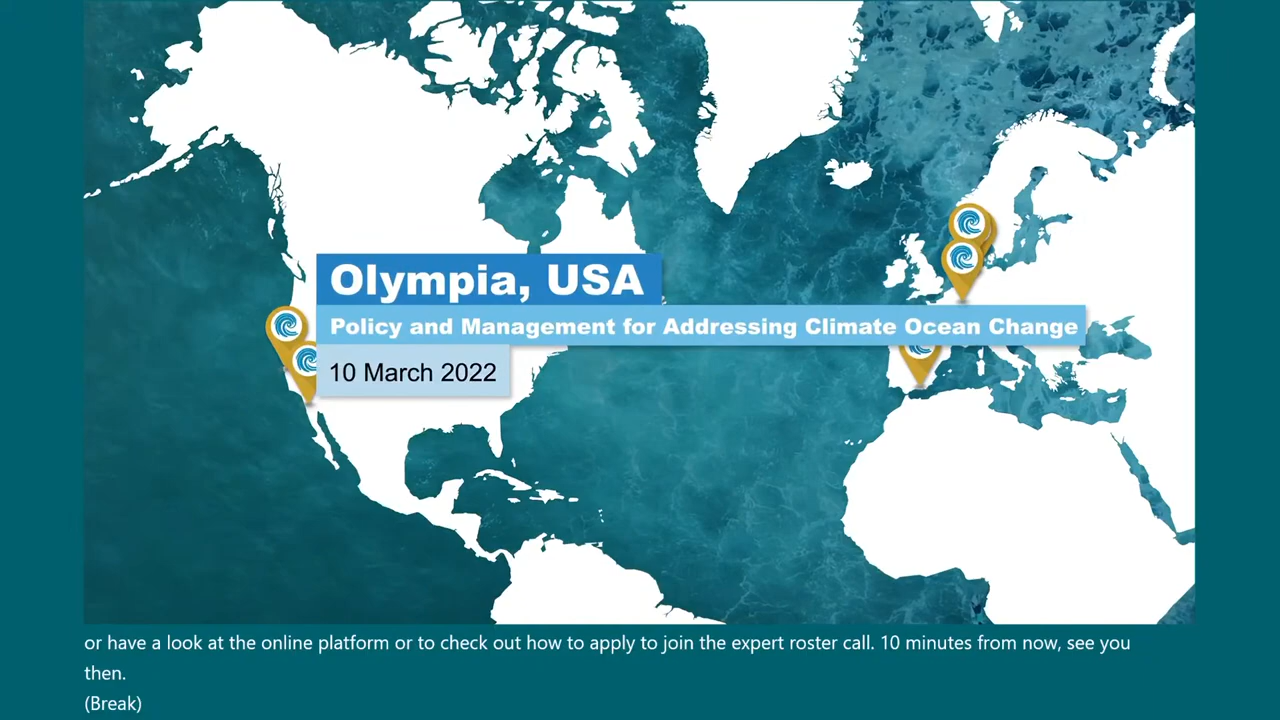 Olympia, USA
Policy and Management for Addressing Climate Ocean Change
10 March 2022
or have a look at the online platform or to check out how to apply to join the expert roster call. 10 minutes from now, see you
then.
(Break)